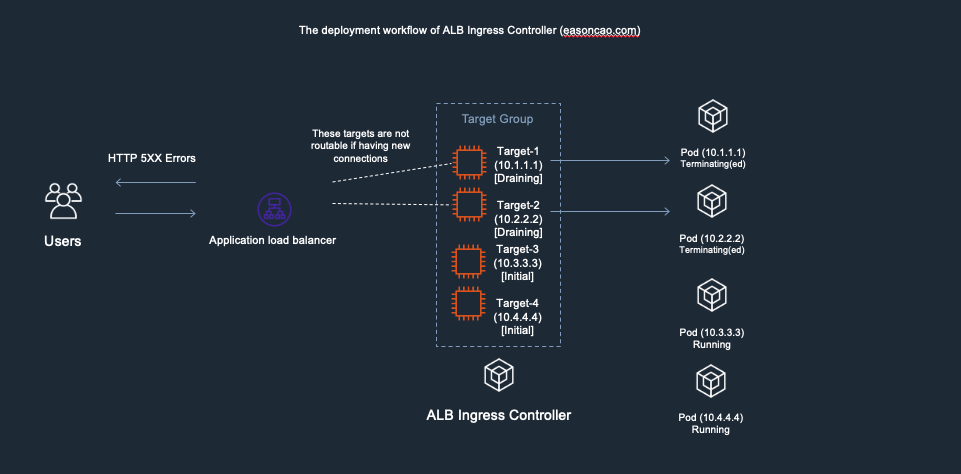 The deployment workflow of ALB Ingress Controller (easoncao.com)
HTTP 5XX Errors
Users
Application load balancer
These targets are not
routable if having new
connections
Target Group
Target-1
(10.1.1.1)
[Draining]
Target-2
(10.2.2.2)
[Draining]
Target-3
(10.3.3.3)
[Initial]
Target-4
(10.4.4.4)
[Initial]
ALB Ingress Controller
Pod (10.1.1.1)
Terminating(ed)
Pod (10.2.2.2)
Terminating(ed)
Pod (10.3.3.3)
Running
Pod (10.4.4.4)
Running